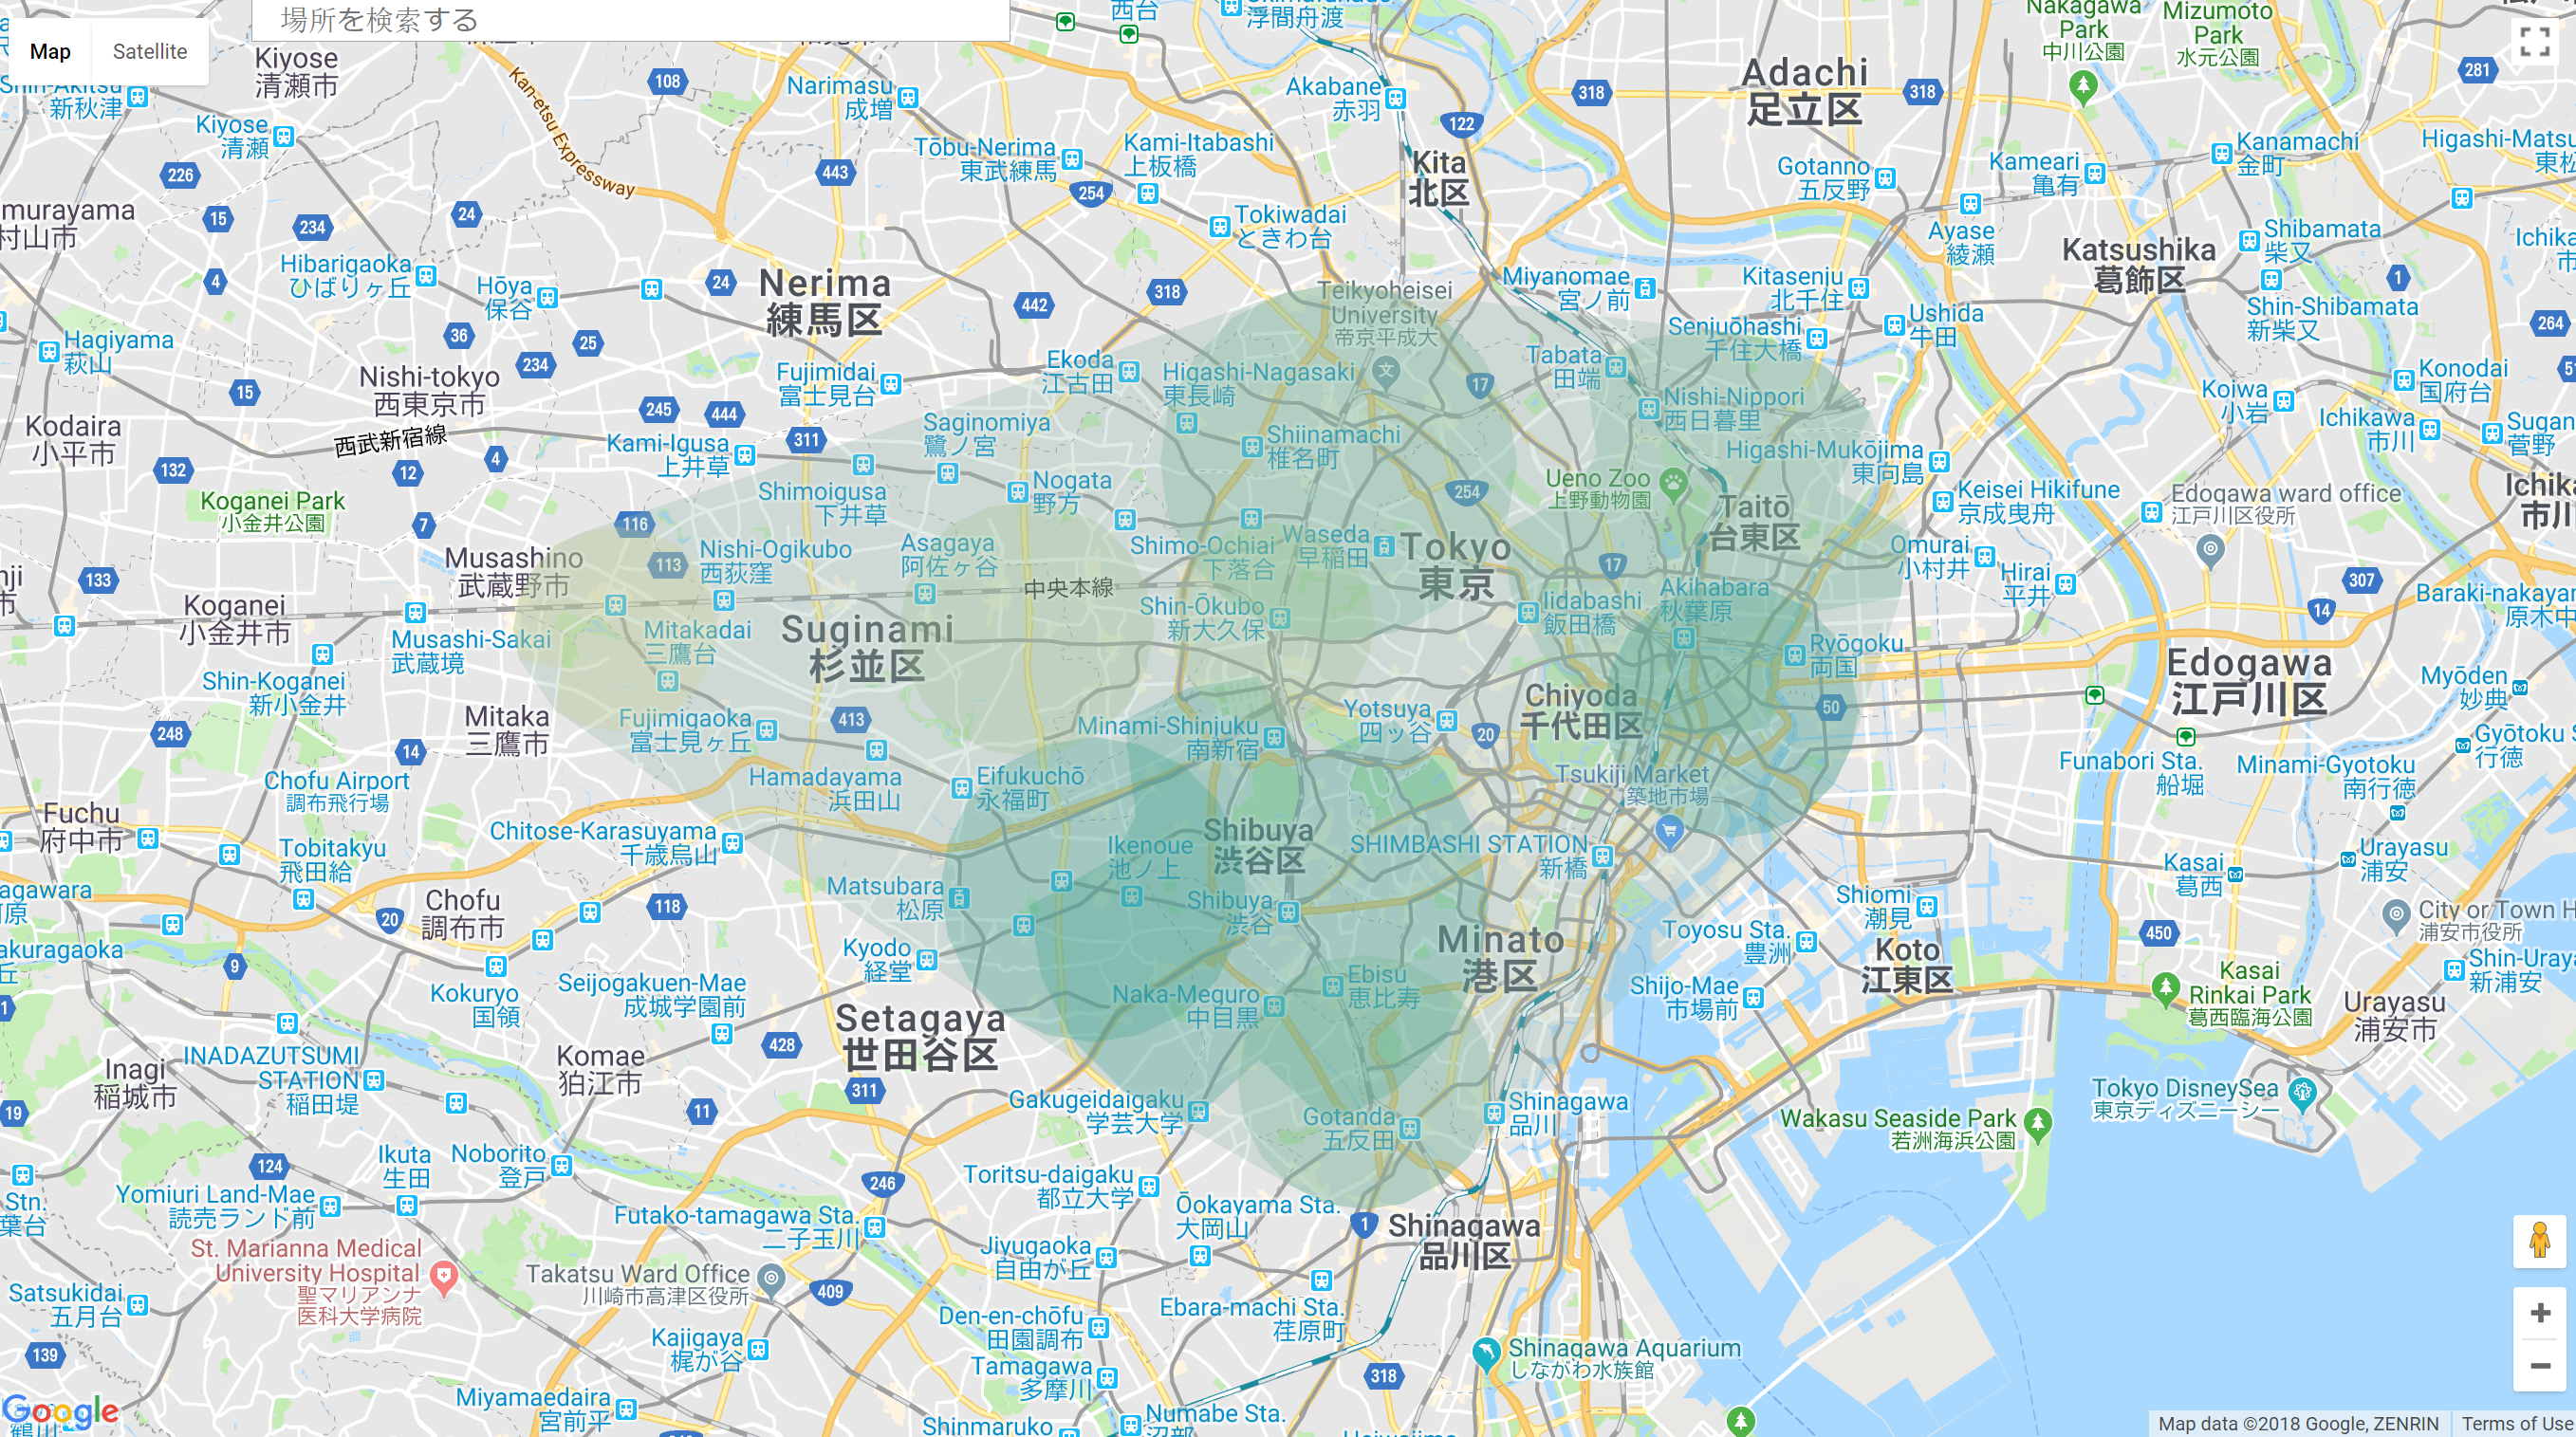 場所を検索する
Map
Satellite
西台
浮間舟渡
Nakagawa
Park
中川公園
Mizumoto
Park
水元公園
Kiyose
清瀬市
新秋津
Kiyose
清瀬
Kan-etsu Expressway
108
Narimasu
成増
Akabane
赤羽
122
318
Adachi
足立区
318
281
226
443
Tōbu-Nerima
東武練馬
Kami-Itabashi
上板橋
254
Kita
北区
Gotanno
五反野
Kameari
亀有
Kanamachi
金町
murayama
村山市
15
234
24
Tokiwadai
ときわ台
Ayase
綾瀬
Katsushika
葛飾区
Shibamata
柴又
4
Hibarigaoka
ひばりヶ丘
Hōya
保谷
24
Nerima
練馬区
442
318
Teikyoheisei
University
帝京平成大
Miyanomae
宮ノ前
Kitasenju
北千住
Shin-Shibamata
新柴又
1
264
Hagiyama
萩山
36
234
25
Senjuōhashi
千住大橋
Ushida
牛田
15
Nishi-tokyo
西東京市
Fujimidai
富士見台
Ekoda
江古田
Higashi-Nagasaki
東長崎
17
Tabata
田端
Nishi-Nippori
西日暮里
Koiwa
小岩
Konodai
国府台
Kodaira
小平市
西武新宿線
245
444
311
Kami-Igusa
上井草
Saginomiya
鷺ノ宮
Shiinamachi
椎名町
Higashi-Mukōjima
東向島
Ichikawa
市川
菅野
132
12
4
Koganei Park
小金井公園
7
116
Shimoigusa
下井草
Nogata
野方
254
Ueno Zoo
上野動物園
Taitō
台東区
Keisei Hikifune
京成曳舟
Edogawa ward office
江戸川区役所
133
Musashino
武蔵野市
113
Nishi-Ogikubo
西荻窪
Asagaya
阿佐ヶ谷
中央本線
Shimo-Ochiai
下落合
Waseda
早稲田
Tokyo
東京
17
Akihabara
秋葉原
Omurai
小村井
Hirai
平井
307
14
Koganei
小金井市
Musashi-Sakai
武蔵境
Mitakadai
三鷹台
Suginami
杉並区
Shin-Ōkubo
新大久保
Iidabashi
飯田橋
Ryōgoku
両国
Edogawa
江戸川区
Shin-Koganei
新小金井
Mitaka
三鷹市
248
14
Fujimigaoka
富士見ヶ丘
413
Minami-Shinjuku
南新宿
Yotsuya
四ッ谷
20
Chiyoda
千代田区
50
Myōden
妙典
Chofu Airport
調布飛行場
Hamadayama
浜田山
Eifukuchō
永福町
Tsukiji Market
築地市場
Funabori Sta.
船堀
Minami-Gyotoku
南行徳
行徳
Fuchu
府中市
Tobitakyu
飛田給
Chitose-Karasuyama
千歳烏山
Ikenoue
池ノ上
Shibuya
渋谷区
SHIMBASHI STATION
新橋
Kasai
葛西
Urayasu
浦安
20
Chofu
調布市
118
Matsubara
松原
Shibuya
渋谷
Shiomi
潮見
450
浦安市役所
9
Kokuryo
国領
Seijogakuen-Mae
成城学園前
Kyodo
経堂
Naka-Meguro
中目黒
Ebisu
恵比寿
Minato
港区
Toyosu Sta.
豊洲
Shijo-Mae
市場前
Koto
江東区
Kasai
Rinkai Park
葛西臨海公園
Urayasu
浦安市
新浦安
Inagi
稲城市
INADAZUTSUMI
STATION
稲田堤
Komae
狛江市
428
Setagaya
世田谷区
311
19
11
Gakugeidaigaku
学芸大学
Gotanda
五反田
Shinagawa
品川
Wakasu Seaside Park
若洲海浜公園
Tokyo DisneySea
東京ディズニーシー
124
Ikuta
生田
Noborito
登戸
246
Toritsu-daigaku
都立大学
Yomiuri Land-Mae
読売ランド前
Futako-tamagawa Sta.
二子玉川
Ōokayama Sta.
大岡山
1
Shinagawa
品川区
St. Marianna Medical
University Hospital
聖マリアンナ
医科大学病院
Takatsu Ward Office
川崎市高津区役所
409
Jiyugaoka
自由が丘
Satsukidai
五月台
Den-en-chōfu
田園調布
Ebara-machi Sta.
荏原町
139
Kajigaya
梶が谷
Tamagawa
多摩川
318
Shinagawa Aquarium
しながわ水族館
Google
Miyamaedaira
宮前平
Shinmaruko
Numabe Sta.
Map data ©2018 Google, ZENRIN
Terms of Use